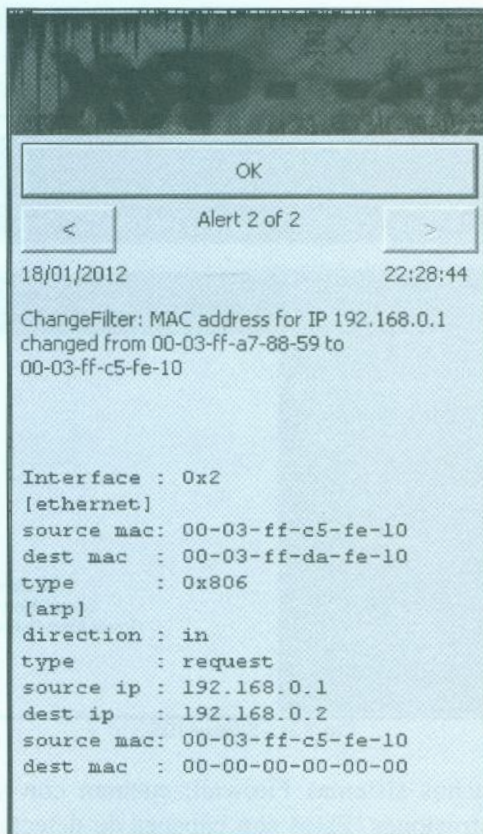 OK
< Alert 2 of 2 >
18/01/2012 22:28:44
ChangeFilter: MAC address for IP 192.168.0.1
changed from 00-03-ff-a7-88-59 to
00-03-ff-c5-fe-10
Interface : 0x2
[ethernet]
source mac: 00-03-ff-c5-fe-10
dest mac : 00-03-ff-da-fe-10
type : 0x806
[arp]
direction : in
type : request
source ip : 192.168.0.1
dest ip : 192.168.0.2
source mac: 00-03-ff-c5-fe-10
dest mac : 00-00-00-00-00-00